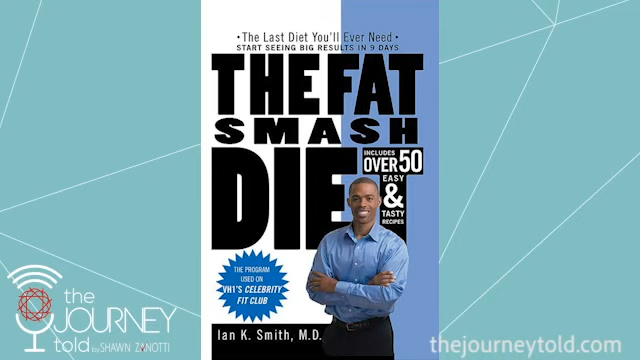 • The Last Diet You'll Ever Need •
START SEEING BIG RESULTS IN 9 DAYS
THE FAT
SMASH
DIET
INCLUDES
OVER 50
EASY
&
TASTY
RECIPES
THE PROGRAM
USED ON
VH1'S CELEBRITY
FIT CLUB
Ian K. Smith, M.D.
the
JOURNEY
told by SHAWN ZANOTTI
thejourneytold.com